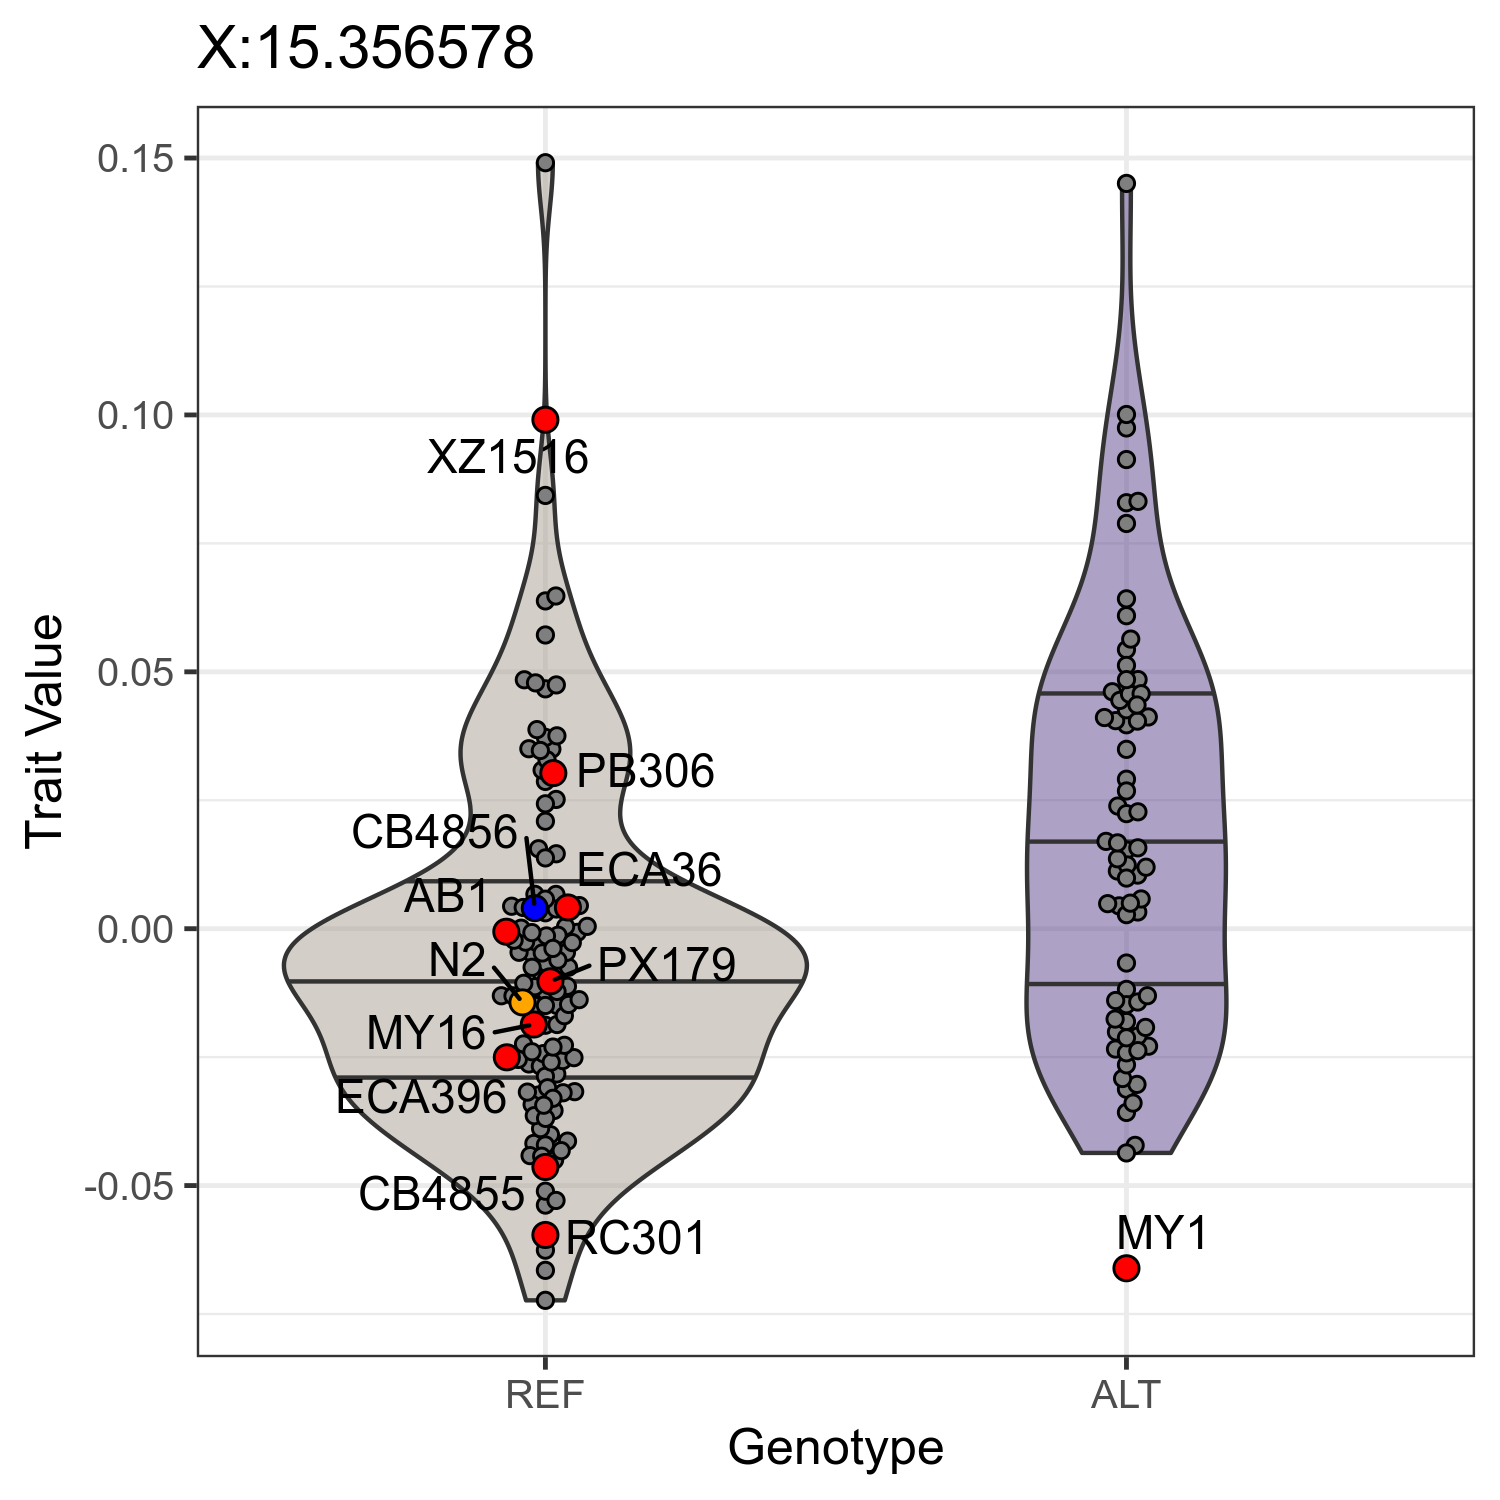 X:15.356578
0.15
0.10
0.05
0.00
-0.05
Trait Value
XZ1516
PB306
CB4856
ECA36
AB1
N2
PX179
MY16
ECA396
CB4855
RC301
MY1
REF
ALT
Genotype